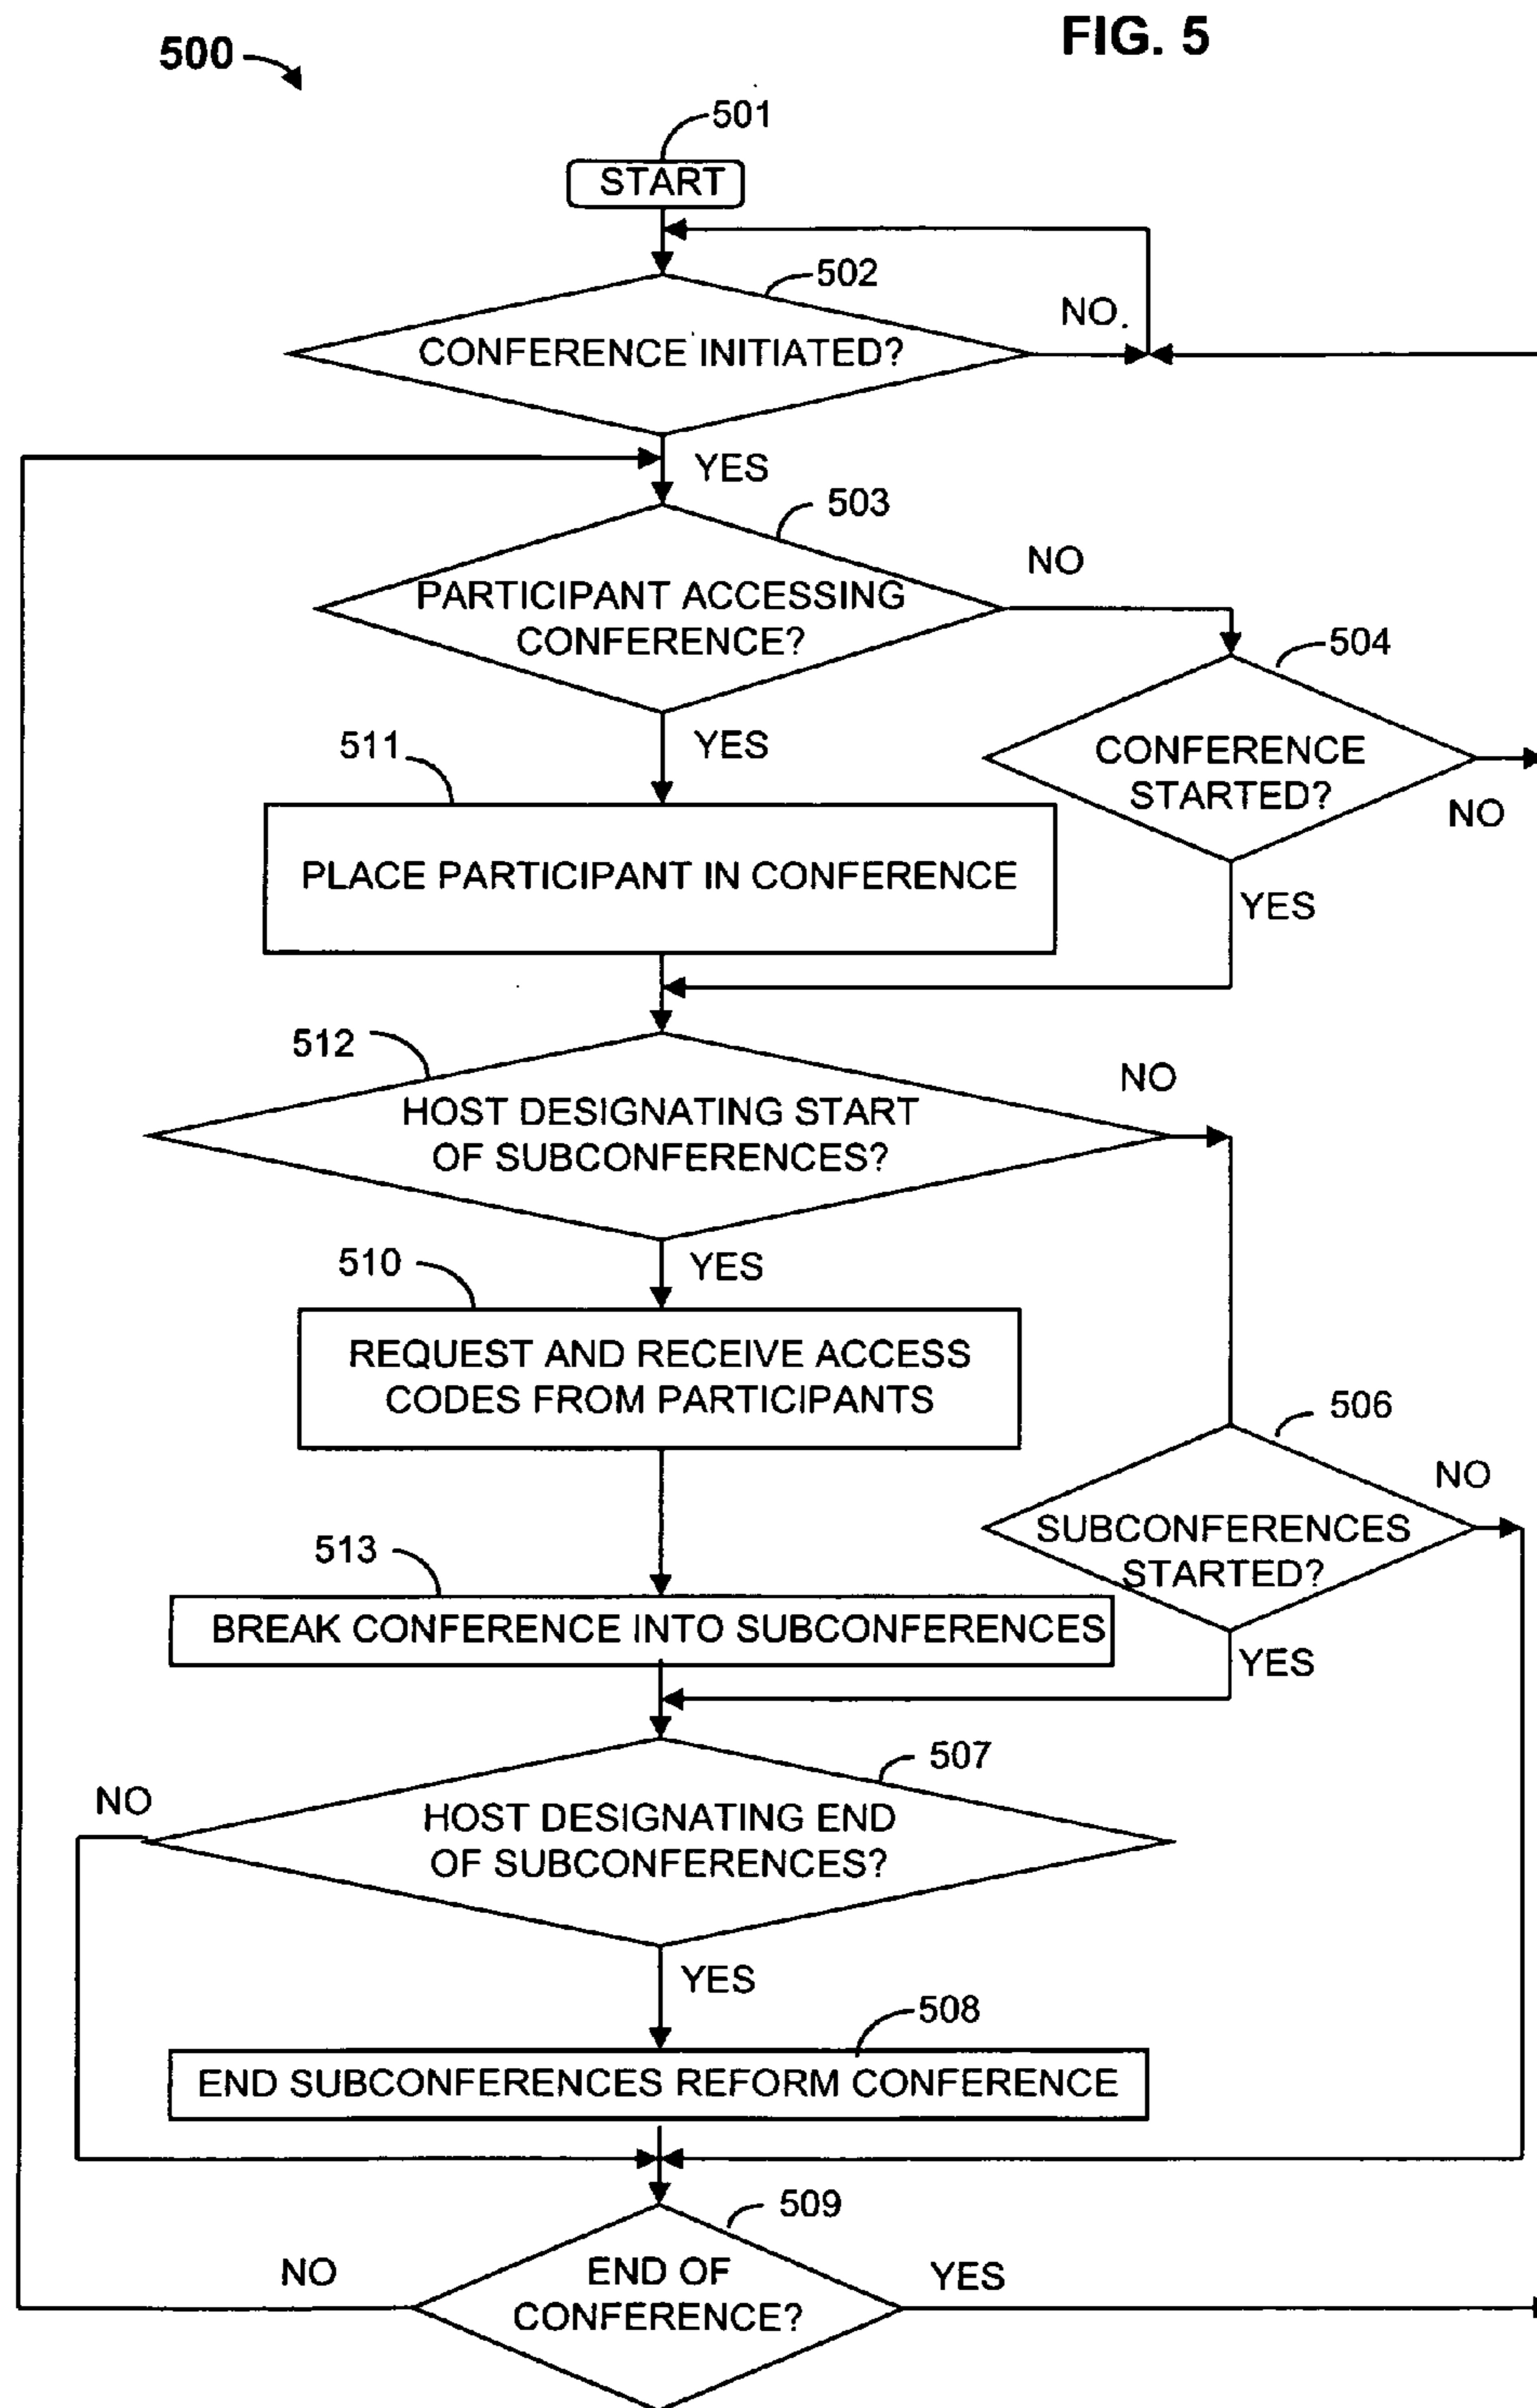 FIG. 5
500
501
START
502
NO.
CONFERENCE INITIATED?
YES
503
NO
PARTICIPANT ACCESSING
CONFERENCE?
504
511
YES
CONFERENCE
STARTED?
NO
PLACE PARTICIPANT IN CONFERENCE
YES
512
NO
HOST DESIGNATING START
OF SUBCONFERENCES?
510
YES
REQUEST AND RECEIVE ACCESS
CODES FROM PARTICIPANTS
506
NO
SUBCONFERENCES
STARTED?
513
BREAK CONFERENCE INTO SUBCONFERENCES
YES
507
NO
HOST DESIGNATING END
OF SUBCONFERENCES?
YES
508
END SUBCONFERENCES REFORM CONFERENCE
509
NO
END OF
CONFERENCE?
YES